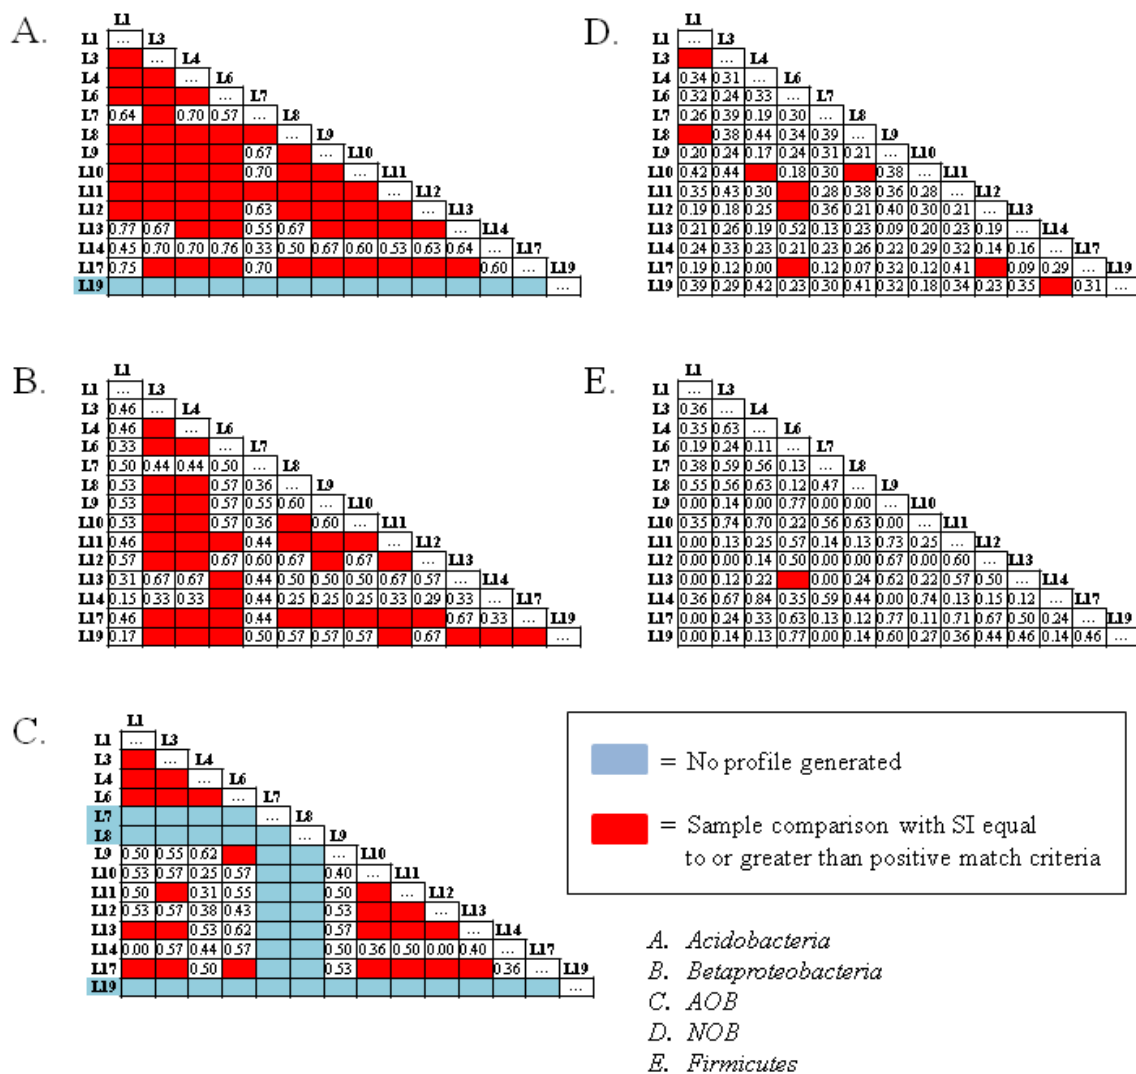 A.
L1
L1 ... L3
L3 ... L4
L4 ... L6
L6 ... L7
L7 0.64 0.70 0.57 ... L8
L8 ... L9
L9 0.67 ... L10
L10 0.70 ... L11
L11 ... L12
L12 0.63 ... L13
L13 0.77 0.67 0.55 0.67 ... L14
L14 0.45 0.70 0.70 0.76 0.33 0.50 0.67 0.60 0.53 0.63 0.64 ... L17
L17 0.75 0.70 0.60 ... L19
L19 ...
D.
L1
L1 ... L3
L3 ... L4
L4 0.34 0.31 ... L6
L6 0.32 0.24 0.33 ... L7
L7 0.26 0.39 0.19 0.30 ... L8
L8 0.38 0.44 0.34 0.39 ... L9
L9 0.20 0.24 0.17 0.24 0.31 0.21 ... L10
L10 0.42 0.44 0.18 0.30 0.38 ... L11
L11 0.35 0.43 0.30 0.28 0.38 0.36 0.28 ... L12
L12 0.19 0.18 0.25 0.36 0.21 0.40 0.30 0.21 ... L13
L13 0.21 0.26 0.19 0.52 0.13 0.23 0.09 0.20 0.23 0.19 ... L14
L14 0.24 0.33 0.23 0.21 0.23 0.26 0.22 0.29 0.32 0.14 0.16 ... L17
L17 0.19 0.12 0.00 0.12 0.07 0.32 0.12 0.41 0.09 0.29 ... L19
L19 0.39 0.29 0.42 0.23 0.30 0.41 0.32 0.18 0.34 0.23 0.35 0.31 ...
B.
L1
L1 ... L3
L3 0.46 ... L4
L4 0.46 ... L6
L6 0.33 ... L7
L7 0.50 0.44 0.44 0.50 ... L8
L8 0.53 0.57 0.36 ... L9
L9 0.53 0.57 0.55 0.60 ... L10
L10 0.53 0.57 0.36 0.60 ... L11
L11 0.46 0.44 ... L12
L12 0.57 0.67 0.60 0.67 0.67 ... L13
L13 0.31 0.67 0.67 0.44 0.50 0.50 0.50 0.67 0.57 ... L14
L14 0.15 0.33 0.33 0.44 0.25 0.25 0.25 0.33 0.29 0.33 ... L17
L17 0.46 0.44 0.67 0.33 ... L19
L19 0.17 0.50 0.57 0.57 0.57 0.67 ...
E.
L1
L1 ... L3
L3 0.36 ... L4
L4 0.35 0.63 ... L6
L6 0.19 0.24 0.11 ... L7
L7 0.38 0.59 0.56 0.13 ... L8
L8 0.55 0.56 0.63 0.12 0.47 ... L9
L9 0.00 0.14 0.00 0.77 0.00 0.00 ... L10
L10 0.35 0.74 0.70 0.22 0.56 0.63 0.00 ... L11
L11 0.00 0.13 0.25 0.57 0.14 0.13 0.73 0.25 ... L12
L12 0.00 0.00 0.14 0.50 0.00 0.00 0.67 0.00 0.60 ... L13
L13 0.00 0.12 0.22 0.00 0.24 0.62 0.22 0.57 0.50 ... L14
L14 0.36 0.67 0.84 0.35 0.59 0.44 0.00 0.74 0.13 0.15 0.12 ... L17
L17 0.00 0.24 0.33 0.63 0.13 0.12 0.77 0.11 0.71 0.67 0.50 0.24 ... L19
L19 0.00 0.14 0.13 0.77 0.00 0.14 0.60 0.27 0.36 0.44 0.46 0.14 0.46 ...
C.
L1
L1 ... L3
L3 ... L4
L4 ... L6
L6 ... L7
L7 ... L8
L8 ... L9
L9 0.50 0.55 0.62 ... L10
L10 0.53 0.57 0.25 0.57 0.40 ... L11
L11 0.50 0.31 0.55 0.50 ... L12
L12 0.53 0.57 0.38 0.43 0.53 ... L13
L13 0.53 0.62 0.57 ... L14
L14 0.00 0.57 0.44 0.57 0.50 0.36 0.50 0.00 0.40 ... L17
L17 0.50 0.53 0.36 ... L19
L19 ...
= No profile generated
= Sample comparison with SI equal
to or greater than positive match criteria
A. Acidobacteria
B. Betaproteobacteria
C. AOB
D. NOB
E. Firmicutes